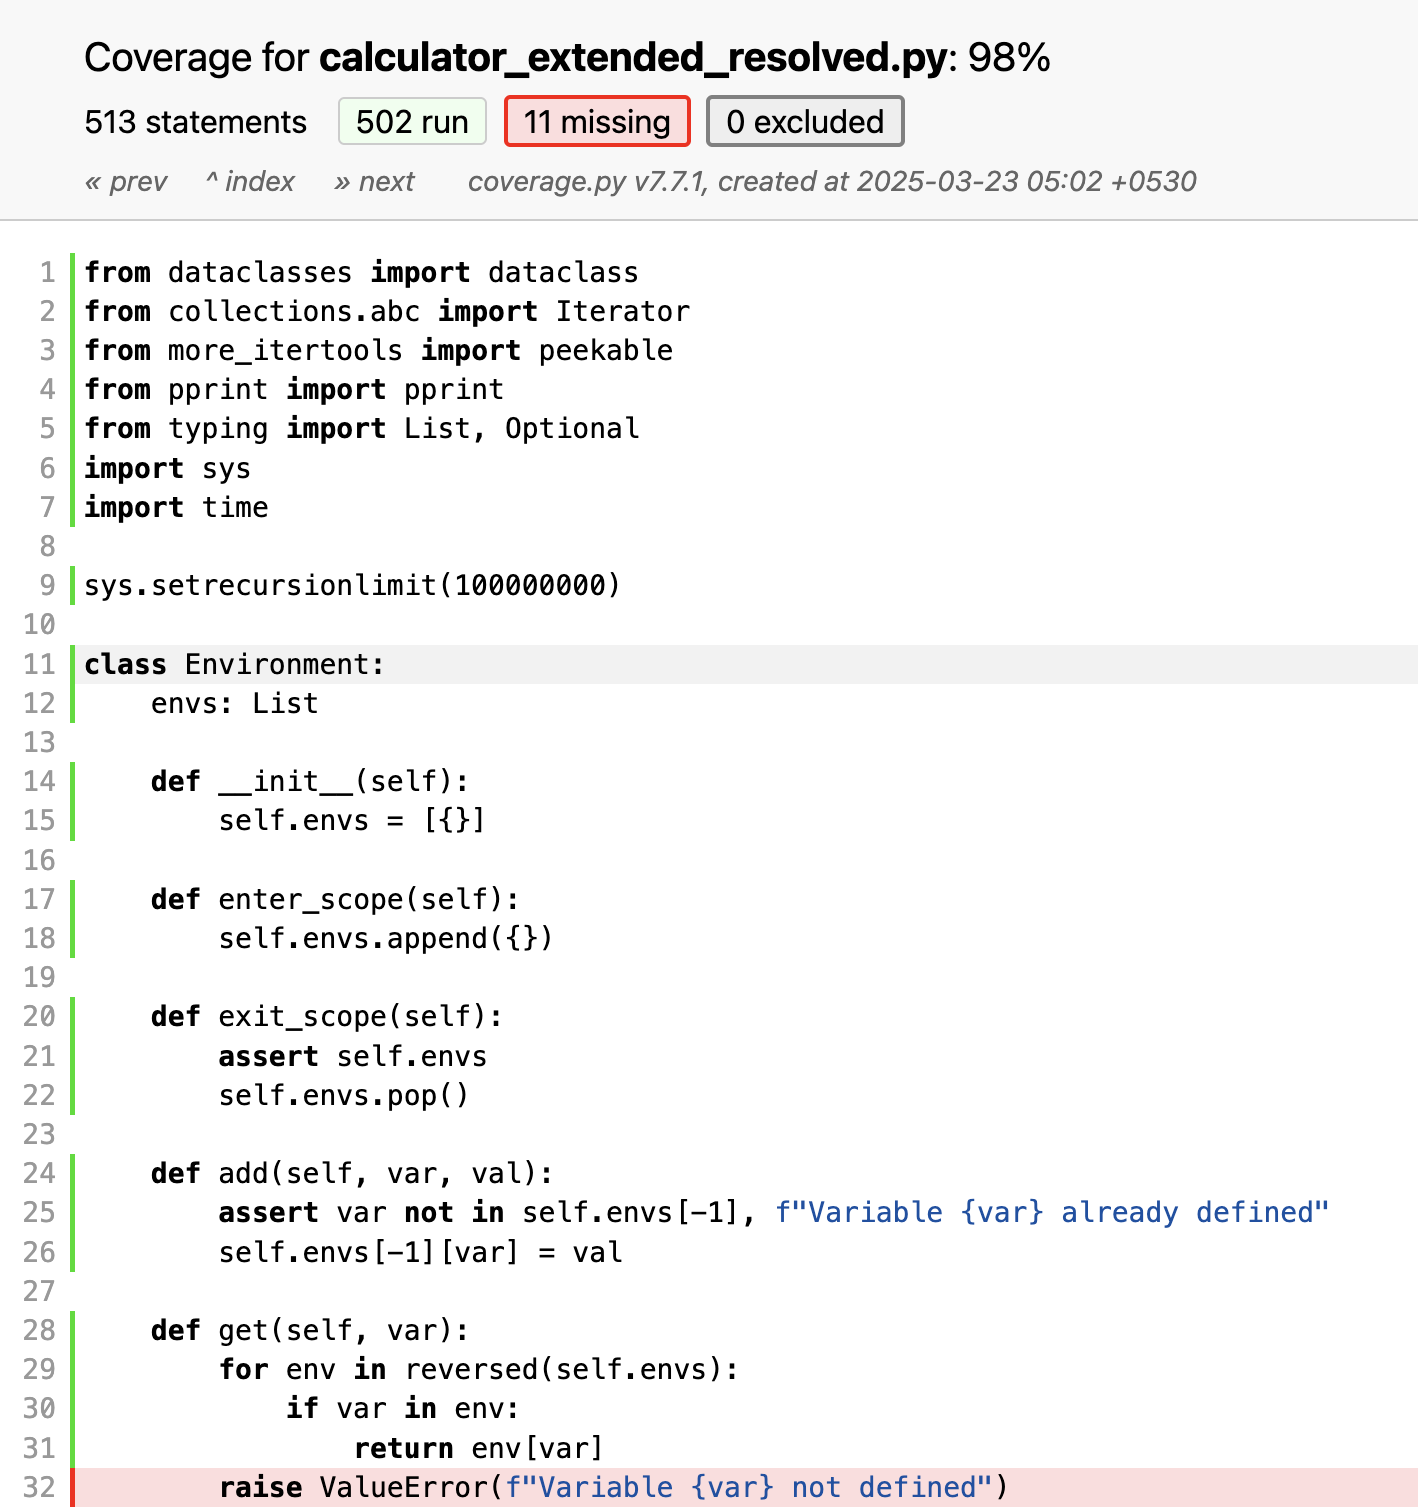 Coverage for calculator_extended_resolved.py: 98%
513 statements 502 run 11 missing 0 excluded
« prev ^ index » next coverage.py v7.7.1, created at 2025-03-23 05:02 +0530
1 from dataclasses import dataclass
2 from collections.abc import Iterator
3 from more_itertools import peekable
4 from pprint import pprint
5 from typing import List, Optional
6 import sys
7 import time
8
9 sys.setrecursionlimit(100000000)
10
11 class Environment:
12     envs: List
13
14     def __init__(self):
15         self.envs = [{}]
16
17     def enter_scope(self):
18         self.envs.append({})
19
20     def exit_scope(self):
21         assert self.envs
22         self.envs.pop()
23
24     def add(self, var, val):
25         assert var not in self.envs[-1], f"Variable {var} already defined"
26         self.envs[-1][var] = val
27
28     def get(self, var):
29         for env in reversed(self.envs):
30             if var in env:
31                 return env[var]
32         raise ValueError(f"Variable {var} not defined")